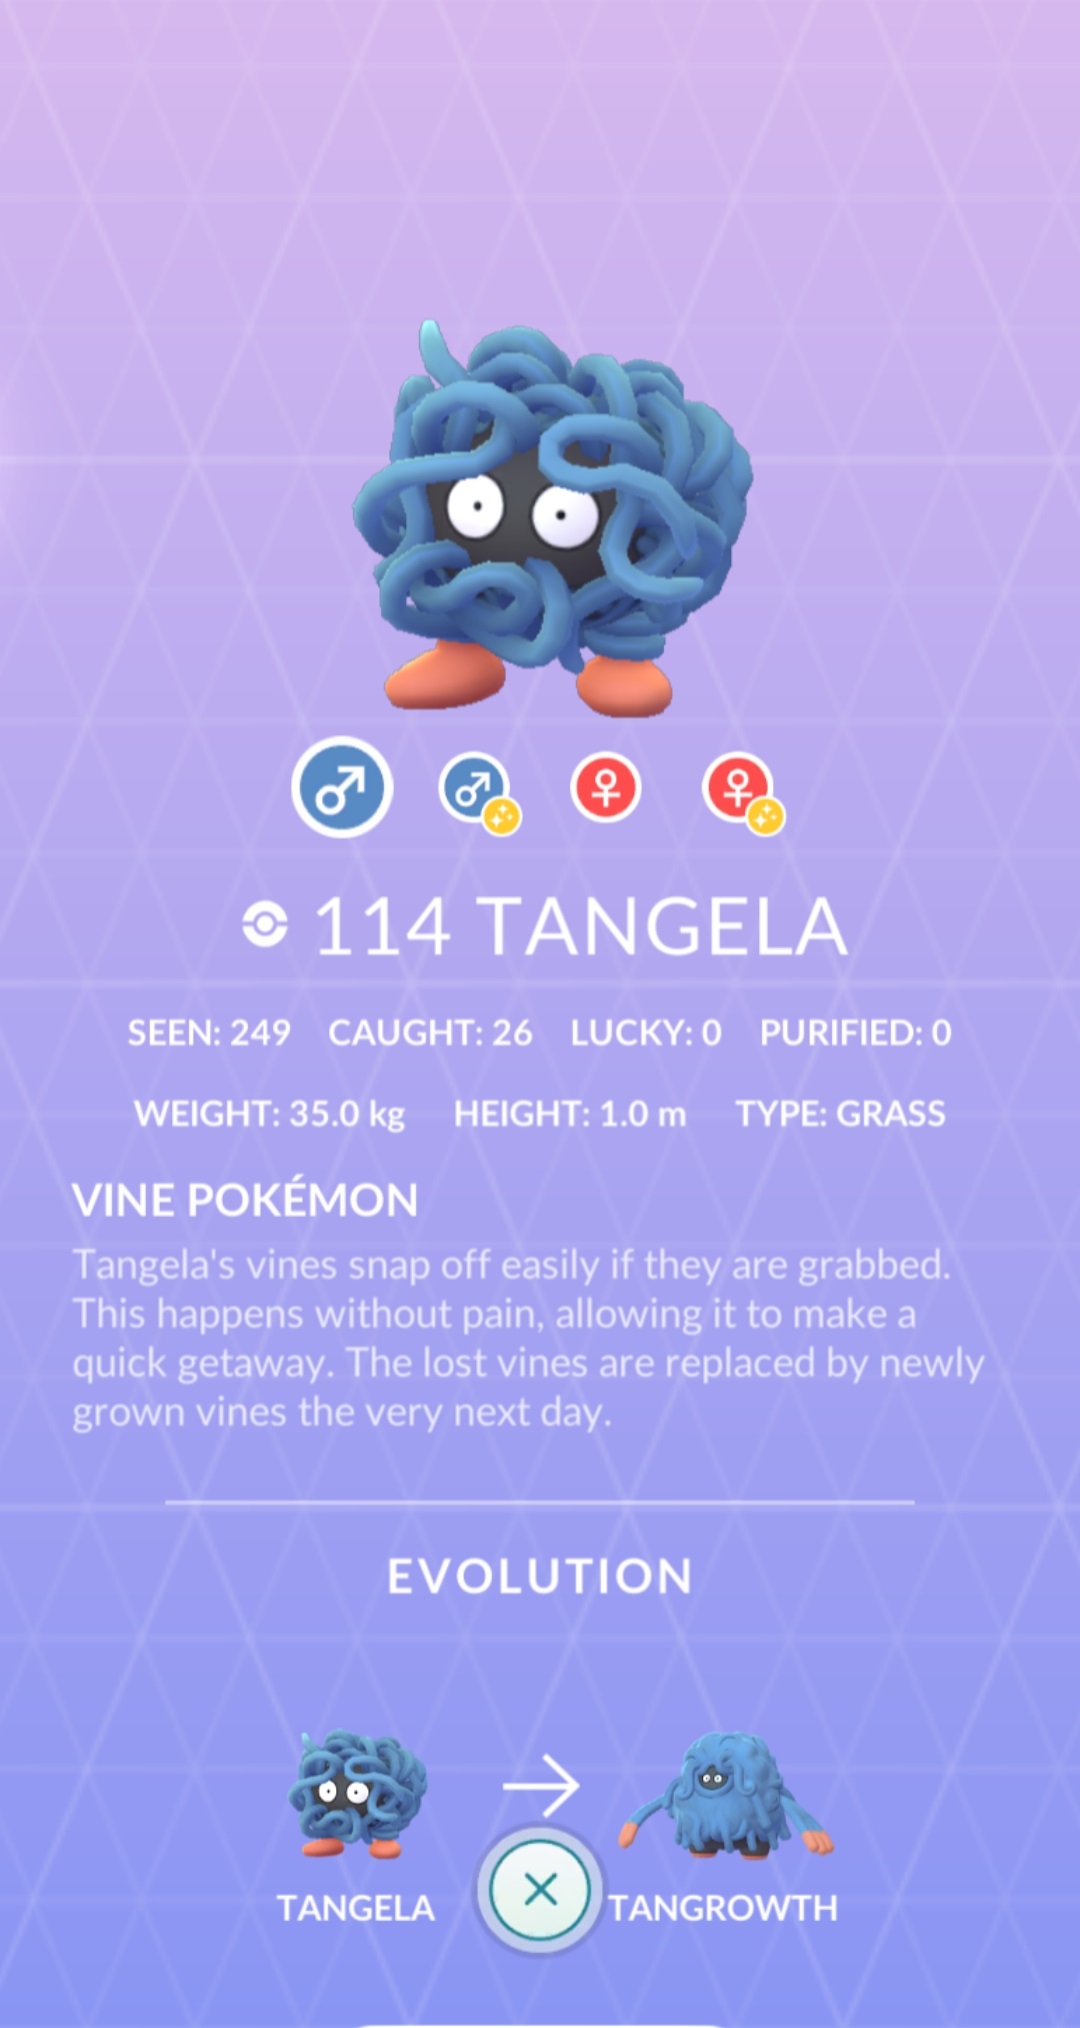 114 TANGELA
SEEN: 249 CAUGHT: 26 LUCKY: 0 PURIFIED: 0
WEIGHT: 35.0 kg HEIGHT: 1.0 m TYPE: GRASS
VINE POKÉMON
Tangela's vines snap off easily if they are grabbed.
This happens without pain, allowing it to make a
quick getaway. The lost vines are replaced by newly
grown vines the very next day.
EVOLUTION
TANGELA TANGROWTH